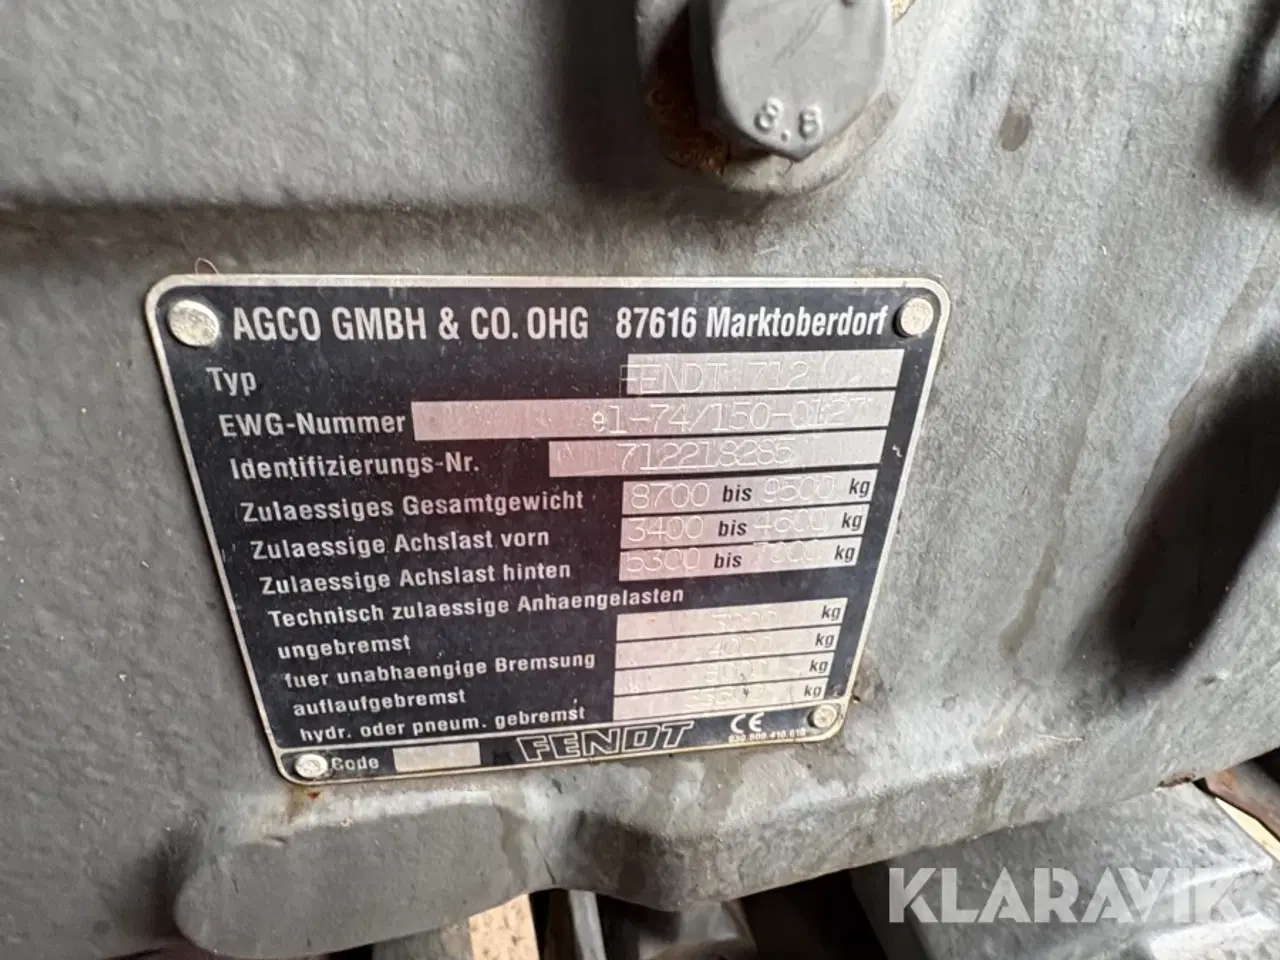 8.8
AGCO GMBH & CO. OHG 87616 Marktoberdorf
Typ FENDT 712
EWG-Nummer e1-74/150-0127
Identifizierungs-Nr. 712218285
Zulaessiges Gesamtgewicht 8700 bis 9500 kg
Zulaessige Achslast vorn 3400 bis 4600 kg
Zulaessige Achslast hinten 6300 bis 7000 kg
Technisch zulaessige Anhaengelasten
ungebremst kg
fuer unabhaengige Bremsung 4000 kg
auflaufgebremst kg
hydr. oder pneum. gebremst kg
Code FENDT CE
KLARAVIK